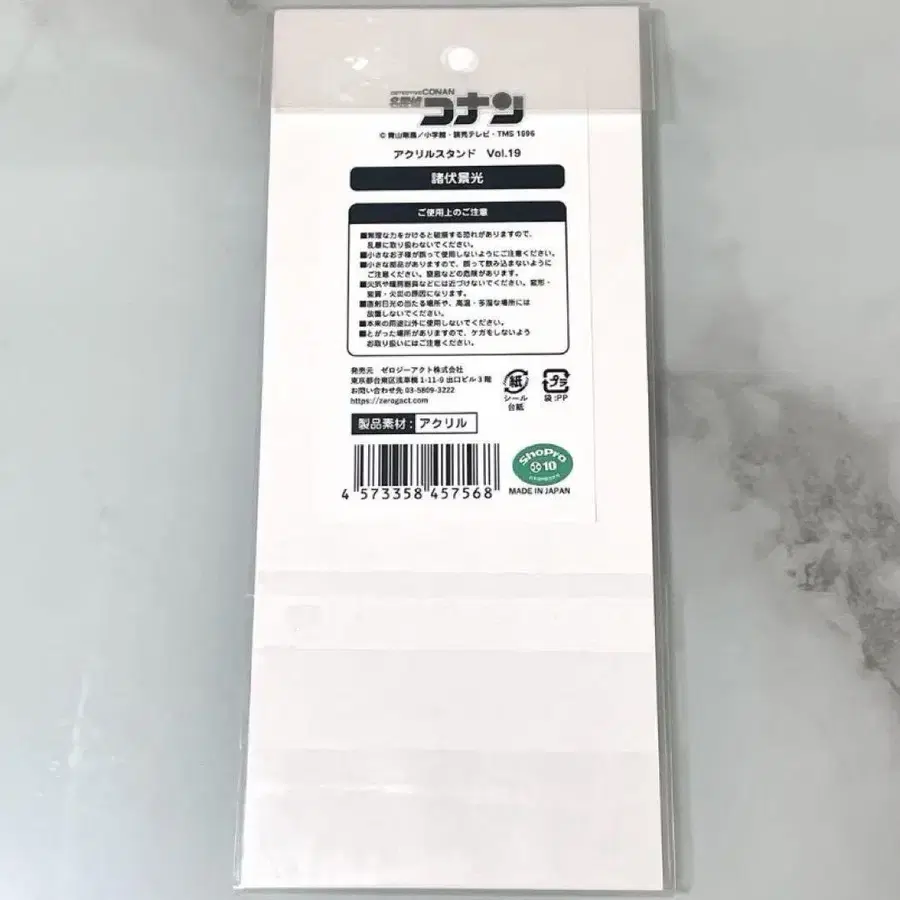 DETECTIVE CONAN
名探偵コナン
© 青山剛昌／小学館・読売テレビ・TMS 1996
アクリルスタンド Vol.19
諸伏景光
ご使用上のご注意
■無理な力をかけると破損する恐れがありますので、
乱暴に取り扱わないでください。
■小さなお子様が誤って使用しないようにご注意ください。
■小さな部品がありますので、誤って飲み込まないように
ご注意ください。窒息などの危険があります。
■火気や暖房器具などには近づけないでください。変形・
変質・火災の原因になります。
■直射日光の当たる場所や、高温・多湿な場所には
放置しないでください。
■本来の用途以外に使用しないでください。
■とがった場所がありますので、ケガをしないよう
お取り扱いにはご注意ください。
発売元 ゼロジーアクト株式会社
東京都台東区浅草橋 1-11-9 出口ビル 3 階
お問い合わせ先 03-5809-3222
https://zerogact.com
紙
シール
台紙
プラ
袋:PP
製品素材：アクリル
4 573358 457568
ShoPro
10
MADE IN JAPAN